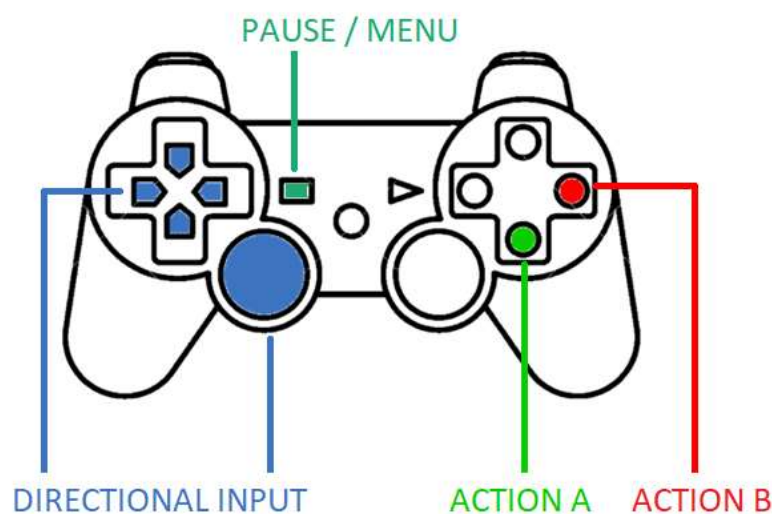 PAUSE / MENU
DIRECTIONAL INPUT
ACTION A
ACTION B